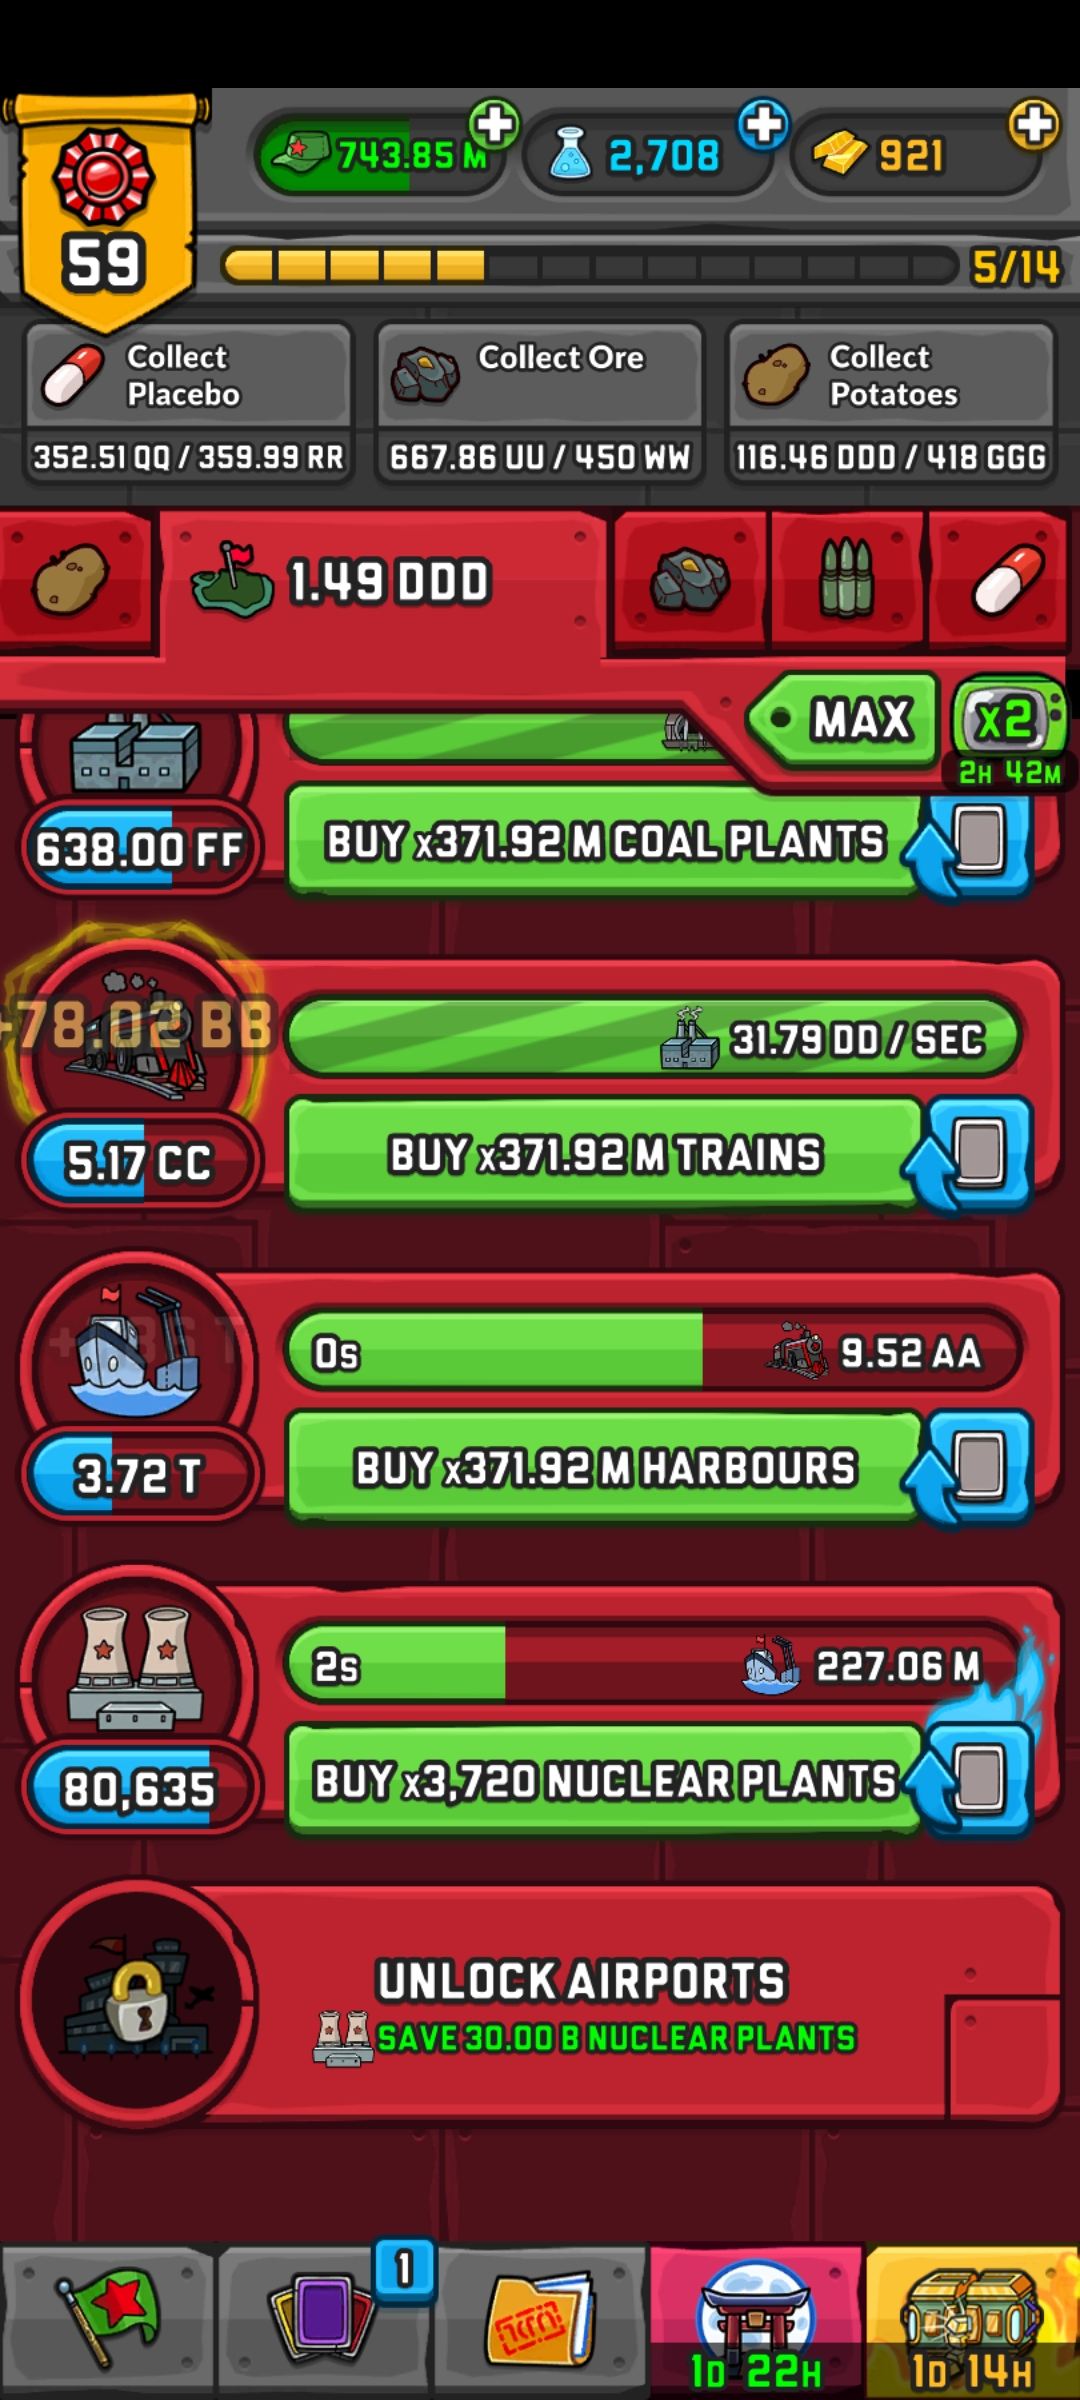 743.85 M
2,708
921
59
5/14
Collect
Placebo
352.51 QQ / 359.99 RR
Collect Ore
667.86 UU / 450 WW
Collect
Potatoes
116.46 DDD / 418 GGG
1.49 DDD
MAX
x2
2H 42M
638.00 FF
BUY x371.92 M COAL PLANTS
+78.02 BB
31.79 DD / SEC
5.17 CC
BUY x371.92 M TRAINS
0s
9.52 AA
3.72 T
BUY x371.92 M HARBOURS
2s
227.06 M
80,635
BUY x3,720 NUCLEAR PLANTS
UNLOCK AIRPORTS
SAVE 30.00 B NUCLEAR PLANTS
1
1D 22H
1D 14H